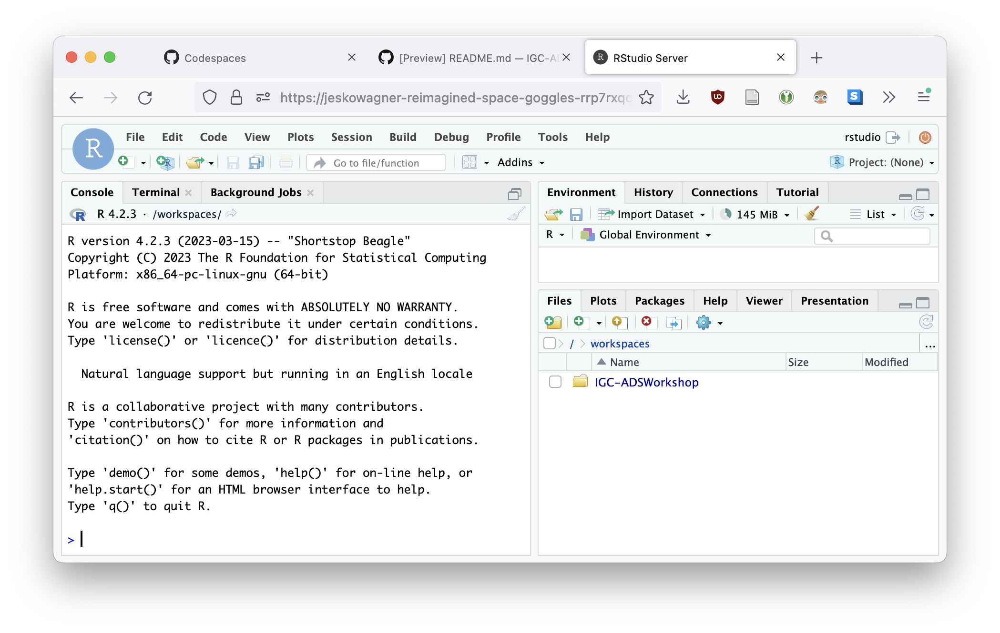 Codespaces
[Preview] README.md — IGC-A
RStudio Server
https://jeskowagner-reimagined-space-goggles-rrp7rxq
File Edit Code View Plots Session Build Debug Profile Tools Help
rstudio
Go to file/function
Addins
Project: (None)
Console Terminal Background Jobs
R 4.2.3 · /workspaces/
R version 4.2.3 (2023-03-15) -- "Shortstop Beagle"
Copyright (C) 2023 The R Foundation for Statistical Computing
Platform: x86_64-pc-linux-gnu (64-bit)
R is free software and comes with ABSOLUTELY NO WARRANTY.
You are welcome to redistribute it under certain conditions.
Type 'license()' or 'licence()' for distribution details.
Natural language support but running in an English locale
R is a collaborative project with many contributors.
Type 'contributors()' for more information and
'citation()' on how to cite R or R packages in publications.
Type 'demo()' for some demos, 'help()' for on-line help, or
'help.start()' for an HTML browser interface to help.
Type 'q()' to quit R.
>
Environment History Connections Tutorial
Import Dataset 145 MiB List
R Global Environment
Files Plots Packages Help Viewer Presentation
/ workspaces ...
Name Size Modified
IGC-ADSWorkshop